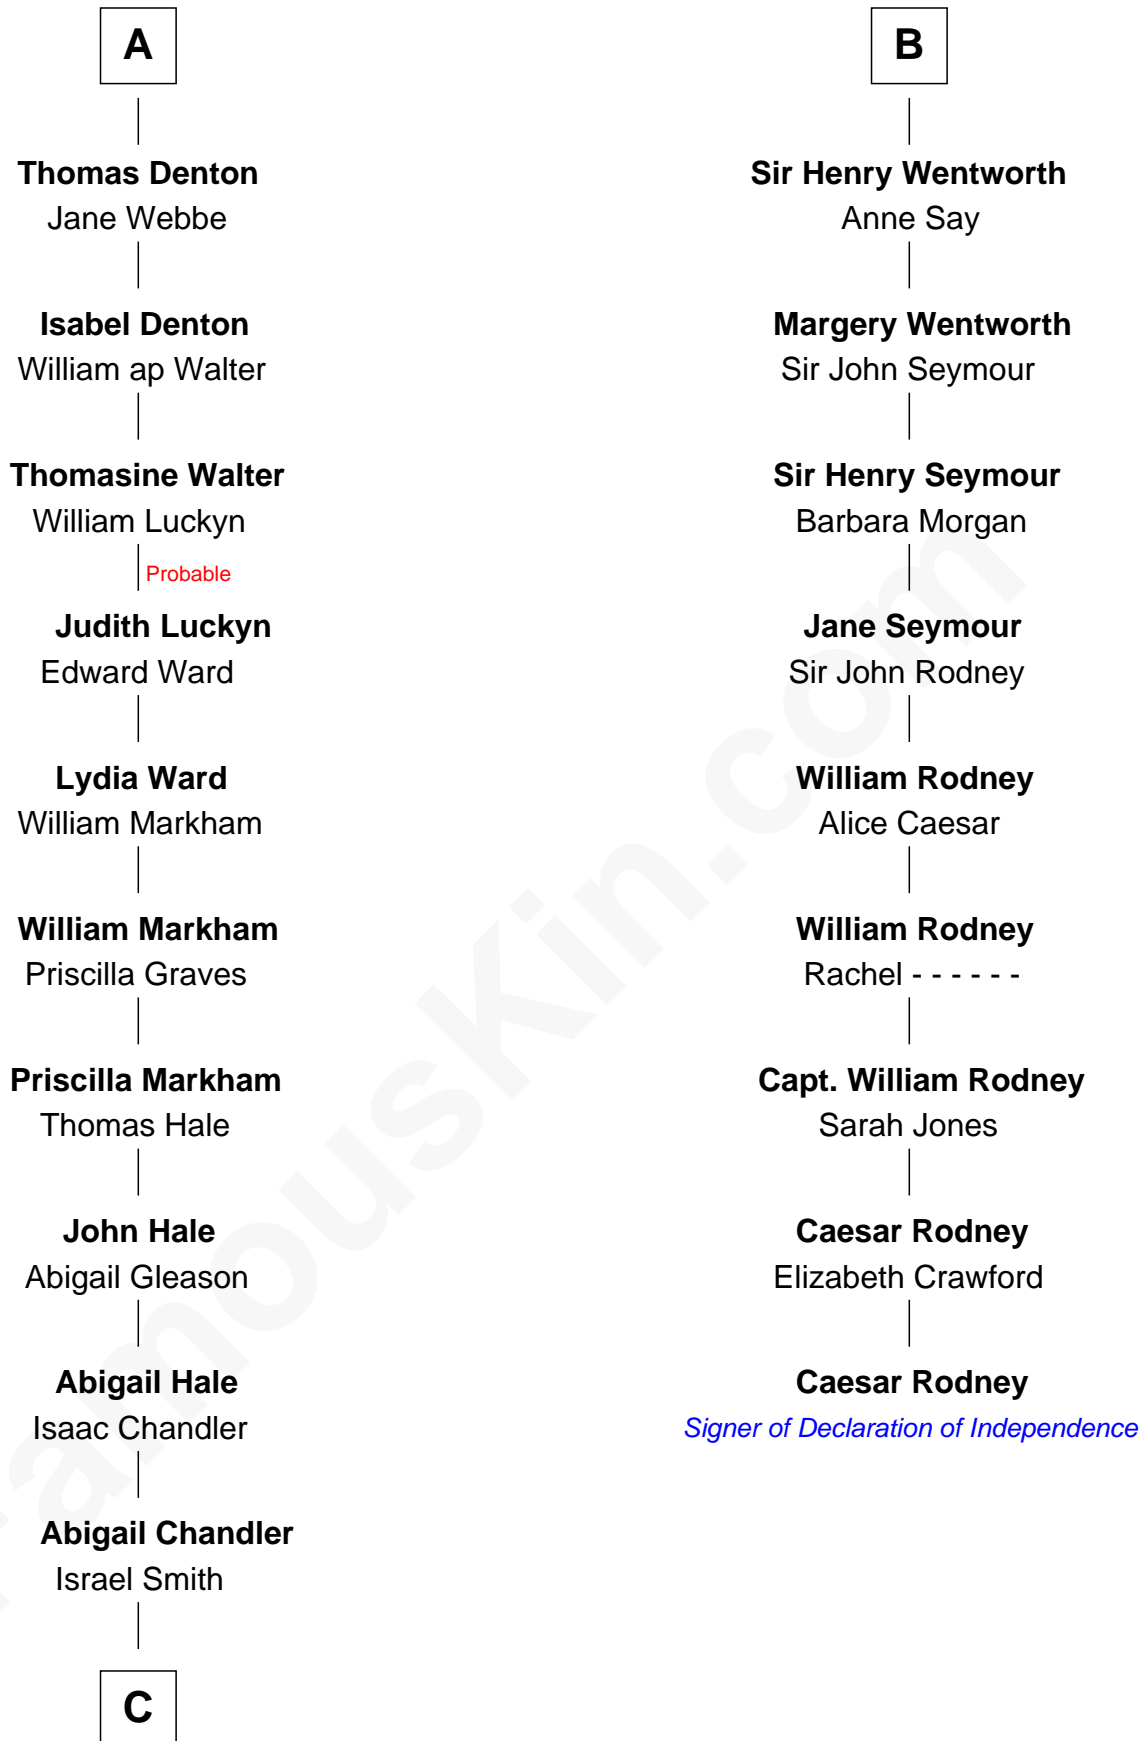 A
Thomas Denton
Jane Webbe
Isabel Denton
William ap Walter
Thomasine Walter
William Luckyn
Probable
Judith Luckyn
Edward Ward
Lydia Ward
William Markham
William Markham
Priscilla Graves
Priscilla Markham
Thomas Hale
John Hale
Abigail Gleason
Abigail Hale
Isaac Chandler
Abigail Chandler
Israel Smith
C
B
Sir Henry Wentworth
Anne Say
Margery Wentworth
Sir John Seymour
Sir Henry Seymour
Barbara Morgan
Jane Seymour
Sir John Rodney
William Rodney
Alice Caesar
William Rodney
Rachel - - - - - -
Capt. William Rodney
Sarah Jones
Caesar Rodney
Elizabeth Crawford
Caesar Rodney
Signer of Declaration of Independence
FamousKin.com